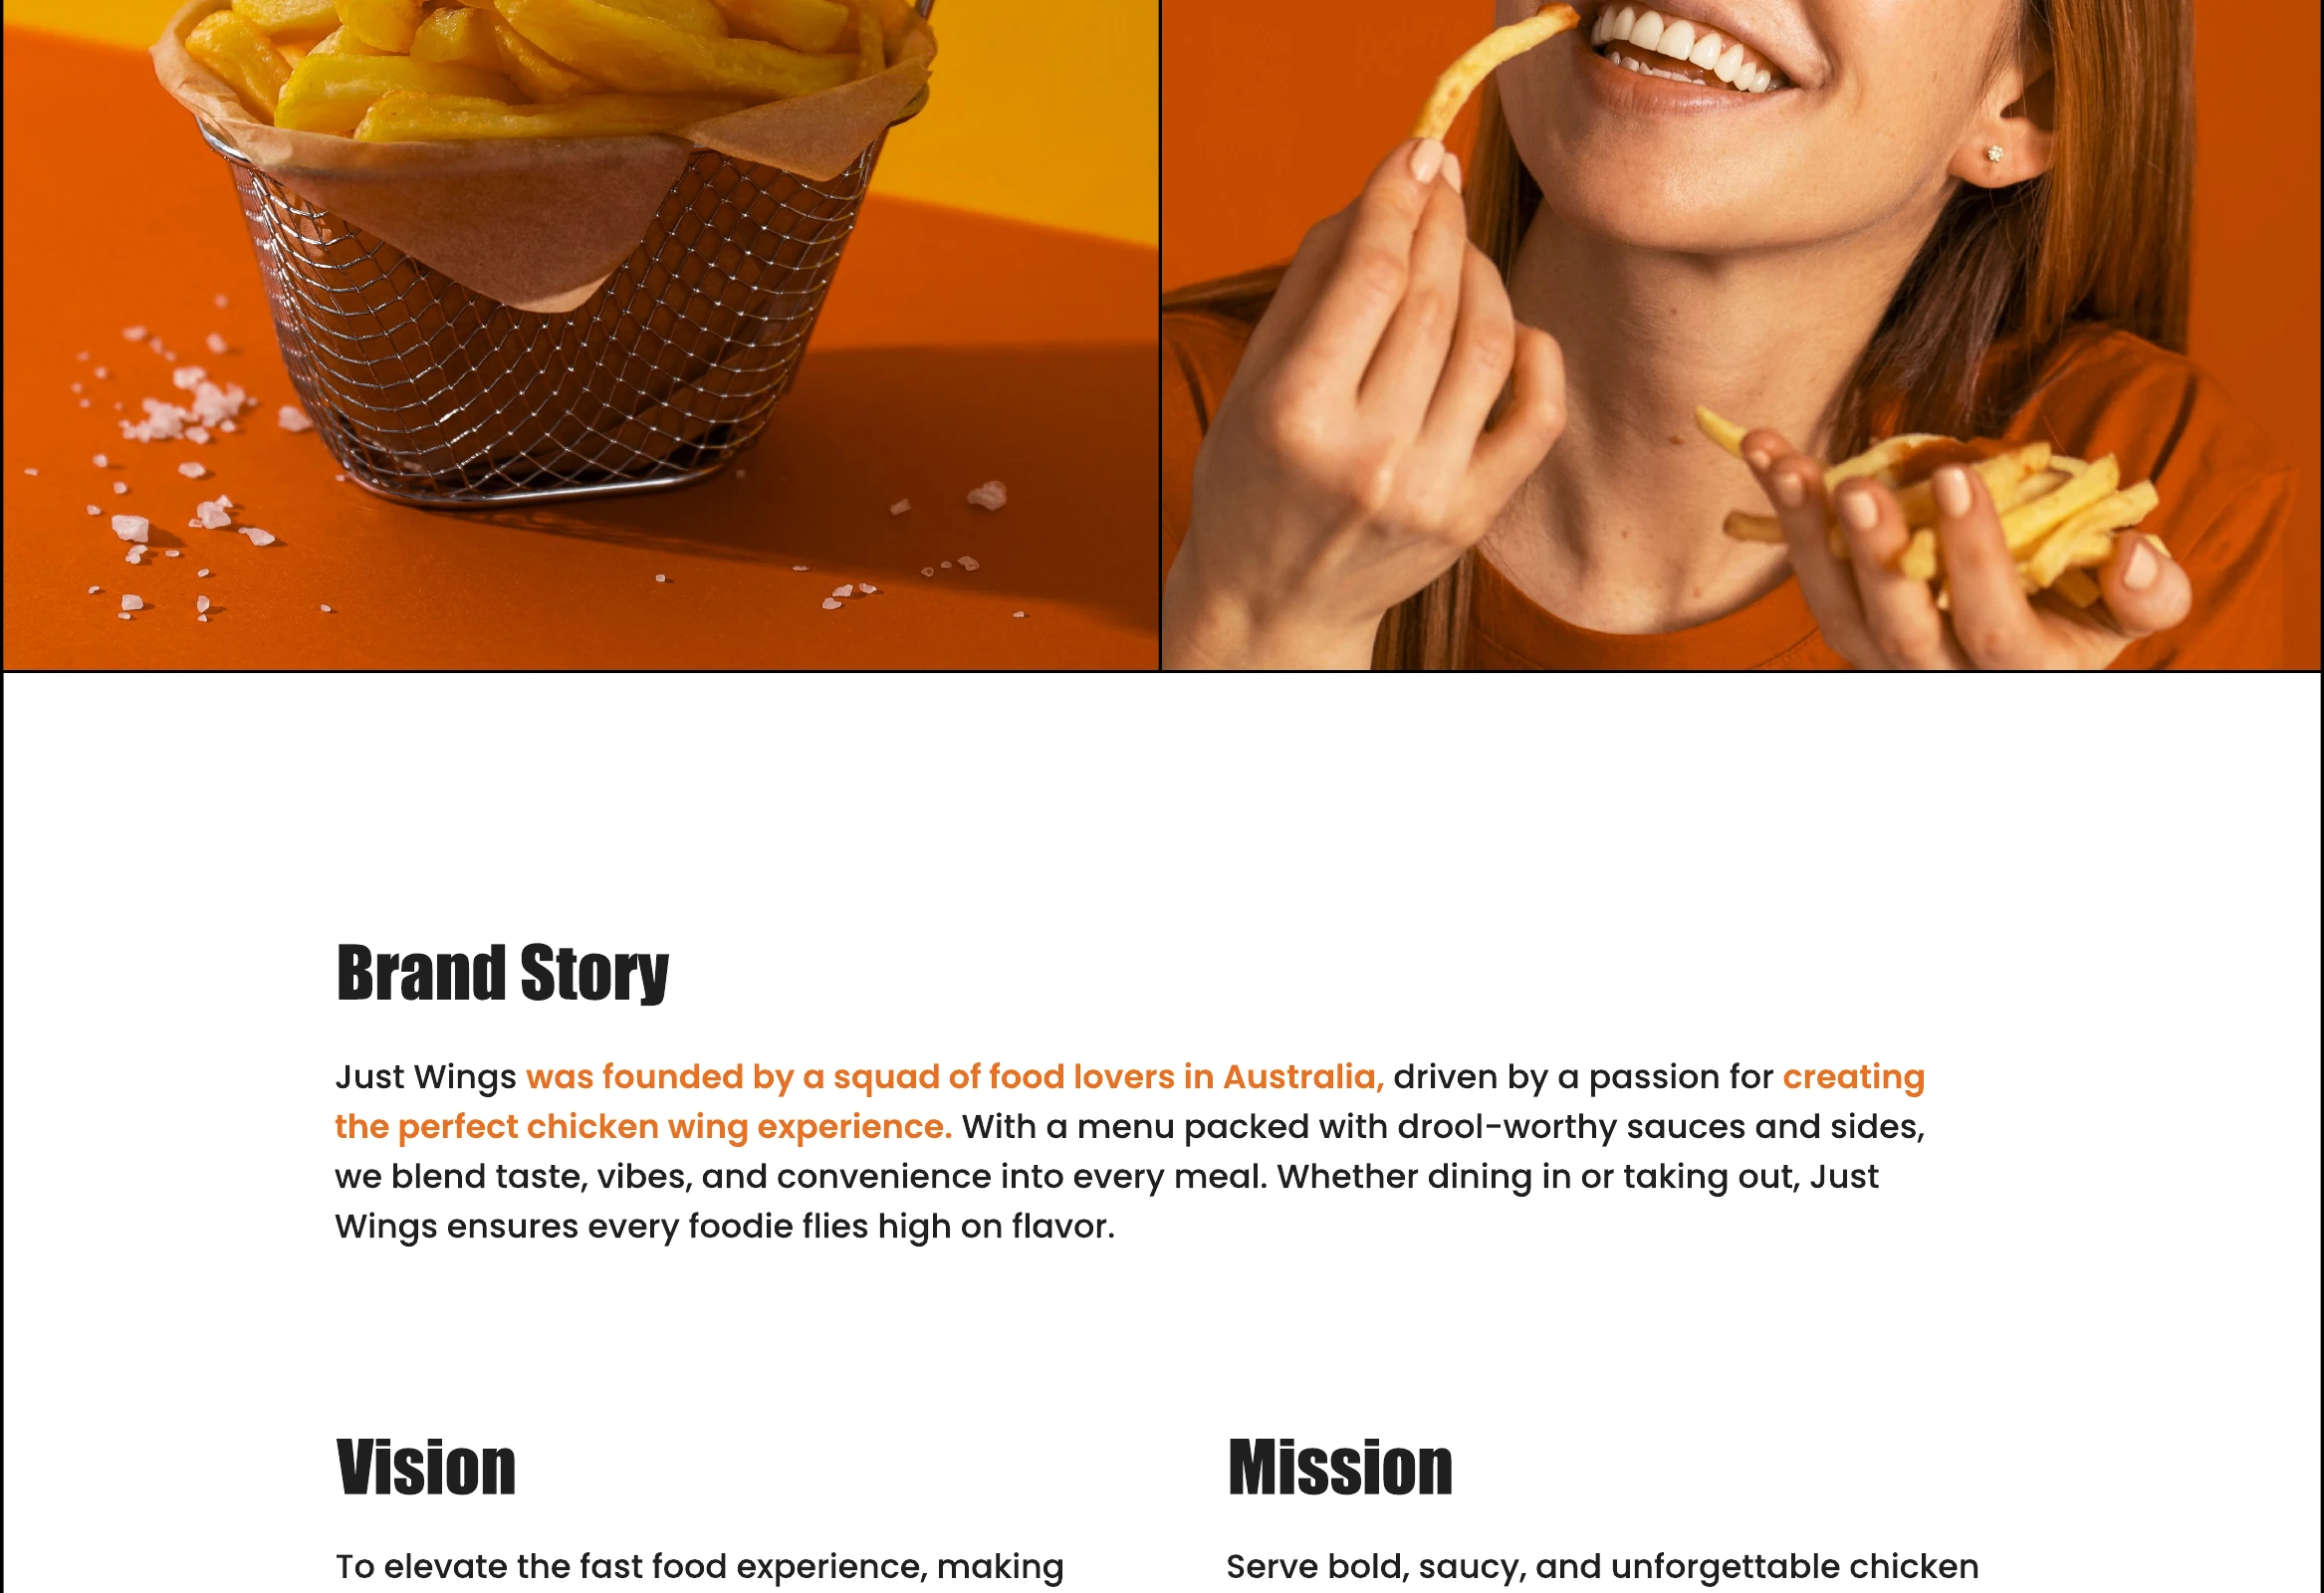 Brand Story
Just Wings was founded by a squad of food lovers in Australia, driven by a passion for creating
the perfect chicken wing experience. With a menu packed with drool-worthy sauces and sides,
we blend taste, vibes, and convenience into every meal. Whether dining in or taking out, Just
Wings ensures every foodie flies high on flavor.
Vision
To elevate the fast food experience, making
Mission
Serve bold, saucy, and unforgettable chicken